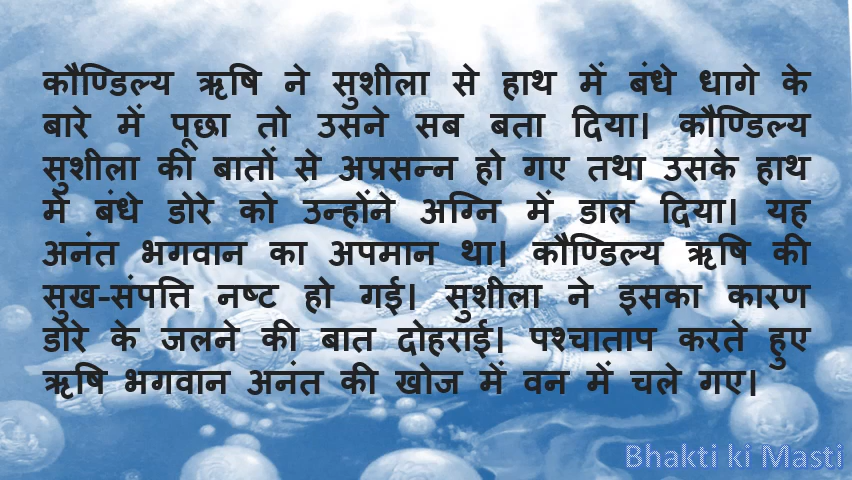 कौण्डिल्य ऋषि ने सुशीला से हाथ में बंधे धागे के
बारे में पूछा तो उसने सब बता दिया। कौण्डिल्य
सुशीला की बातों से अप्रसन्न हो गए तथा उसके हाथ
में बंधे डोरे को उन्होंने अग्नि में डाल दिया। यह
अनंत भगवान का अपमान था। कौण्डिल्य ऋषि की
सुख-संपत्ति नष्ट हो गई। सुशीला ने इसका कारण
डोरे के जलने की बात दोहराई। पश्चाताप करते हुए
ऋषि भगवान अनंत की खोज में वन में चले गए।
Bhakti ki Masti